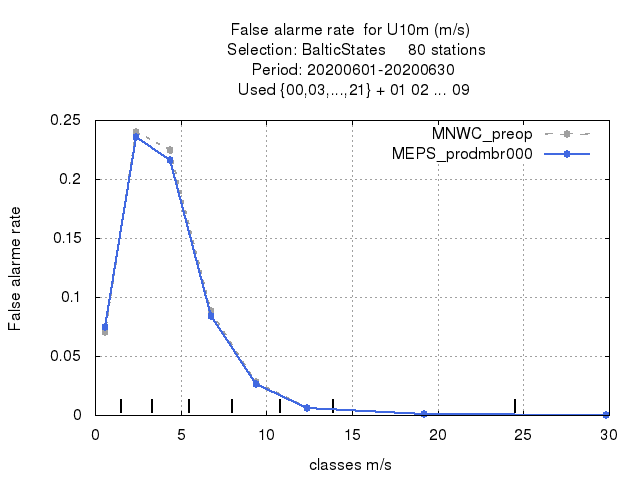 False alarme rate  for U10m (m/s)
Selection: BalticStates     80 stations
Period: 20200601-20200630
Used {00,03,...,21} + 01 02 ... 09
MNWC_preop
MEPS_prodmbr000
False alarme rate
0.25
0.2
0.15
0.1
0.05
0
0 5 10 15 20 25 30
classes m/s